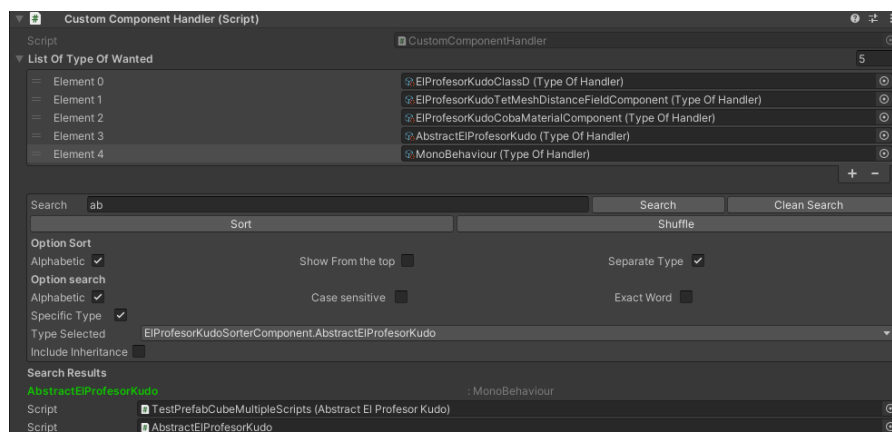 Custom Component Handler (Script)
Script CustomComponentHandler
List Of Type Of Wanted 5
Element 0 ElProfesorKudoClassD (Type Of Handler)
Element 1 ElProfesorKudoTetMeshDistanceFieldComponent (Type Of Handler)
Element 2 ElProfesorKudoCobaMaterialComponent (Type Of Handler)
Element 3 AbstractElProfesorKudo (Type Of Handler)
Element 4 MonoBehaviour (Type Of Handler)
+ −
Search ab Search Clean Search
Sort Shuffle
Option Sort
Alphabetic Show From the top Separate Type
Option search
Alphabetic Case sensitive Exact Word
Specific Type
Type Selected ElProfesorKudoSorterComponent.AbstractElProfesorKudo
Include Inheritance
Search Results
AbstractElProfesorKudo : MonoBehaviour
Script TestPrefabCubeMultipleScripts (Abstract El Profesor Kudo)
Script AbstractElProfesorKudo